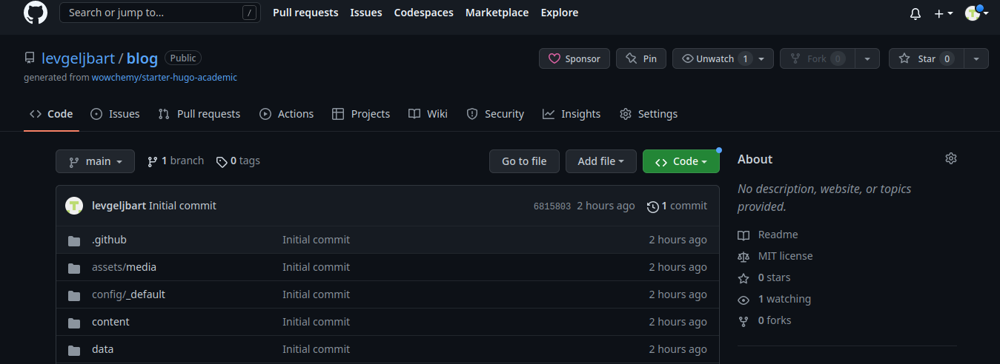 Search or jump to... / Pull requests Issues Codespaces Marketplace Explore
levgeljbart / blog Public Sponsor Pin Unwatch 1 Fork 0 Star 0
generated from wowchemy/starter-hugo-academic
Code Issues Pull requests Actions Projects Wiki Security Insights Settings
main 1 branch 0 tags Go to file Add file Code
About
No description, website, or topics
provided.
levgeljbart Initial commit 6815803 2 hours ago 1 commit
.github Initial commit 2 hours ago
assets/media Initial commit 2 hours ago
config/_default Initial commit 2 hours ago
content Initial commit 2 hours ago
data Initial commit 2 hours ago
Readme
MIT license
0 stars
1 watching
0 forks